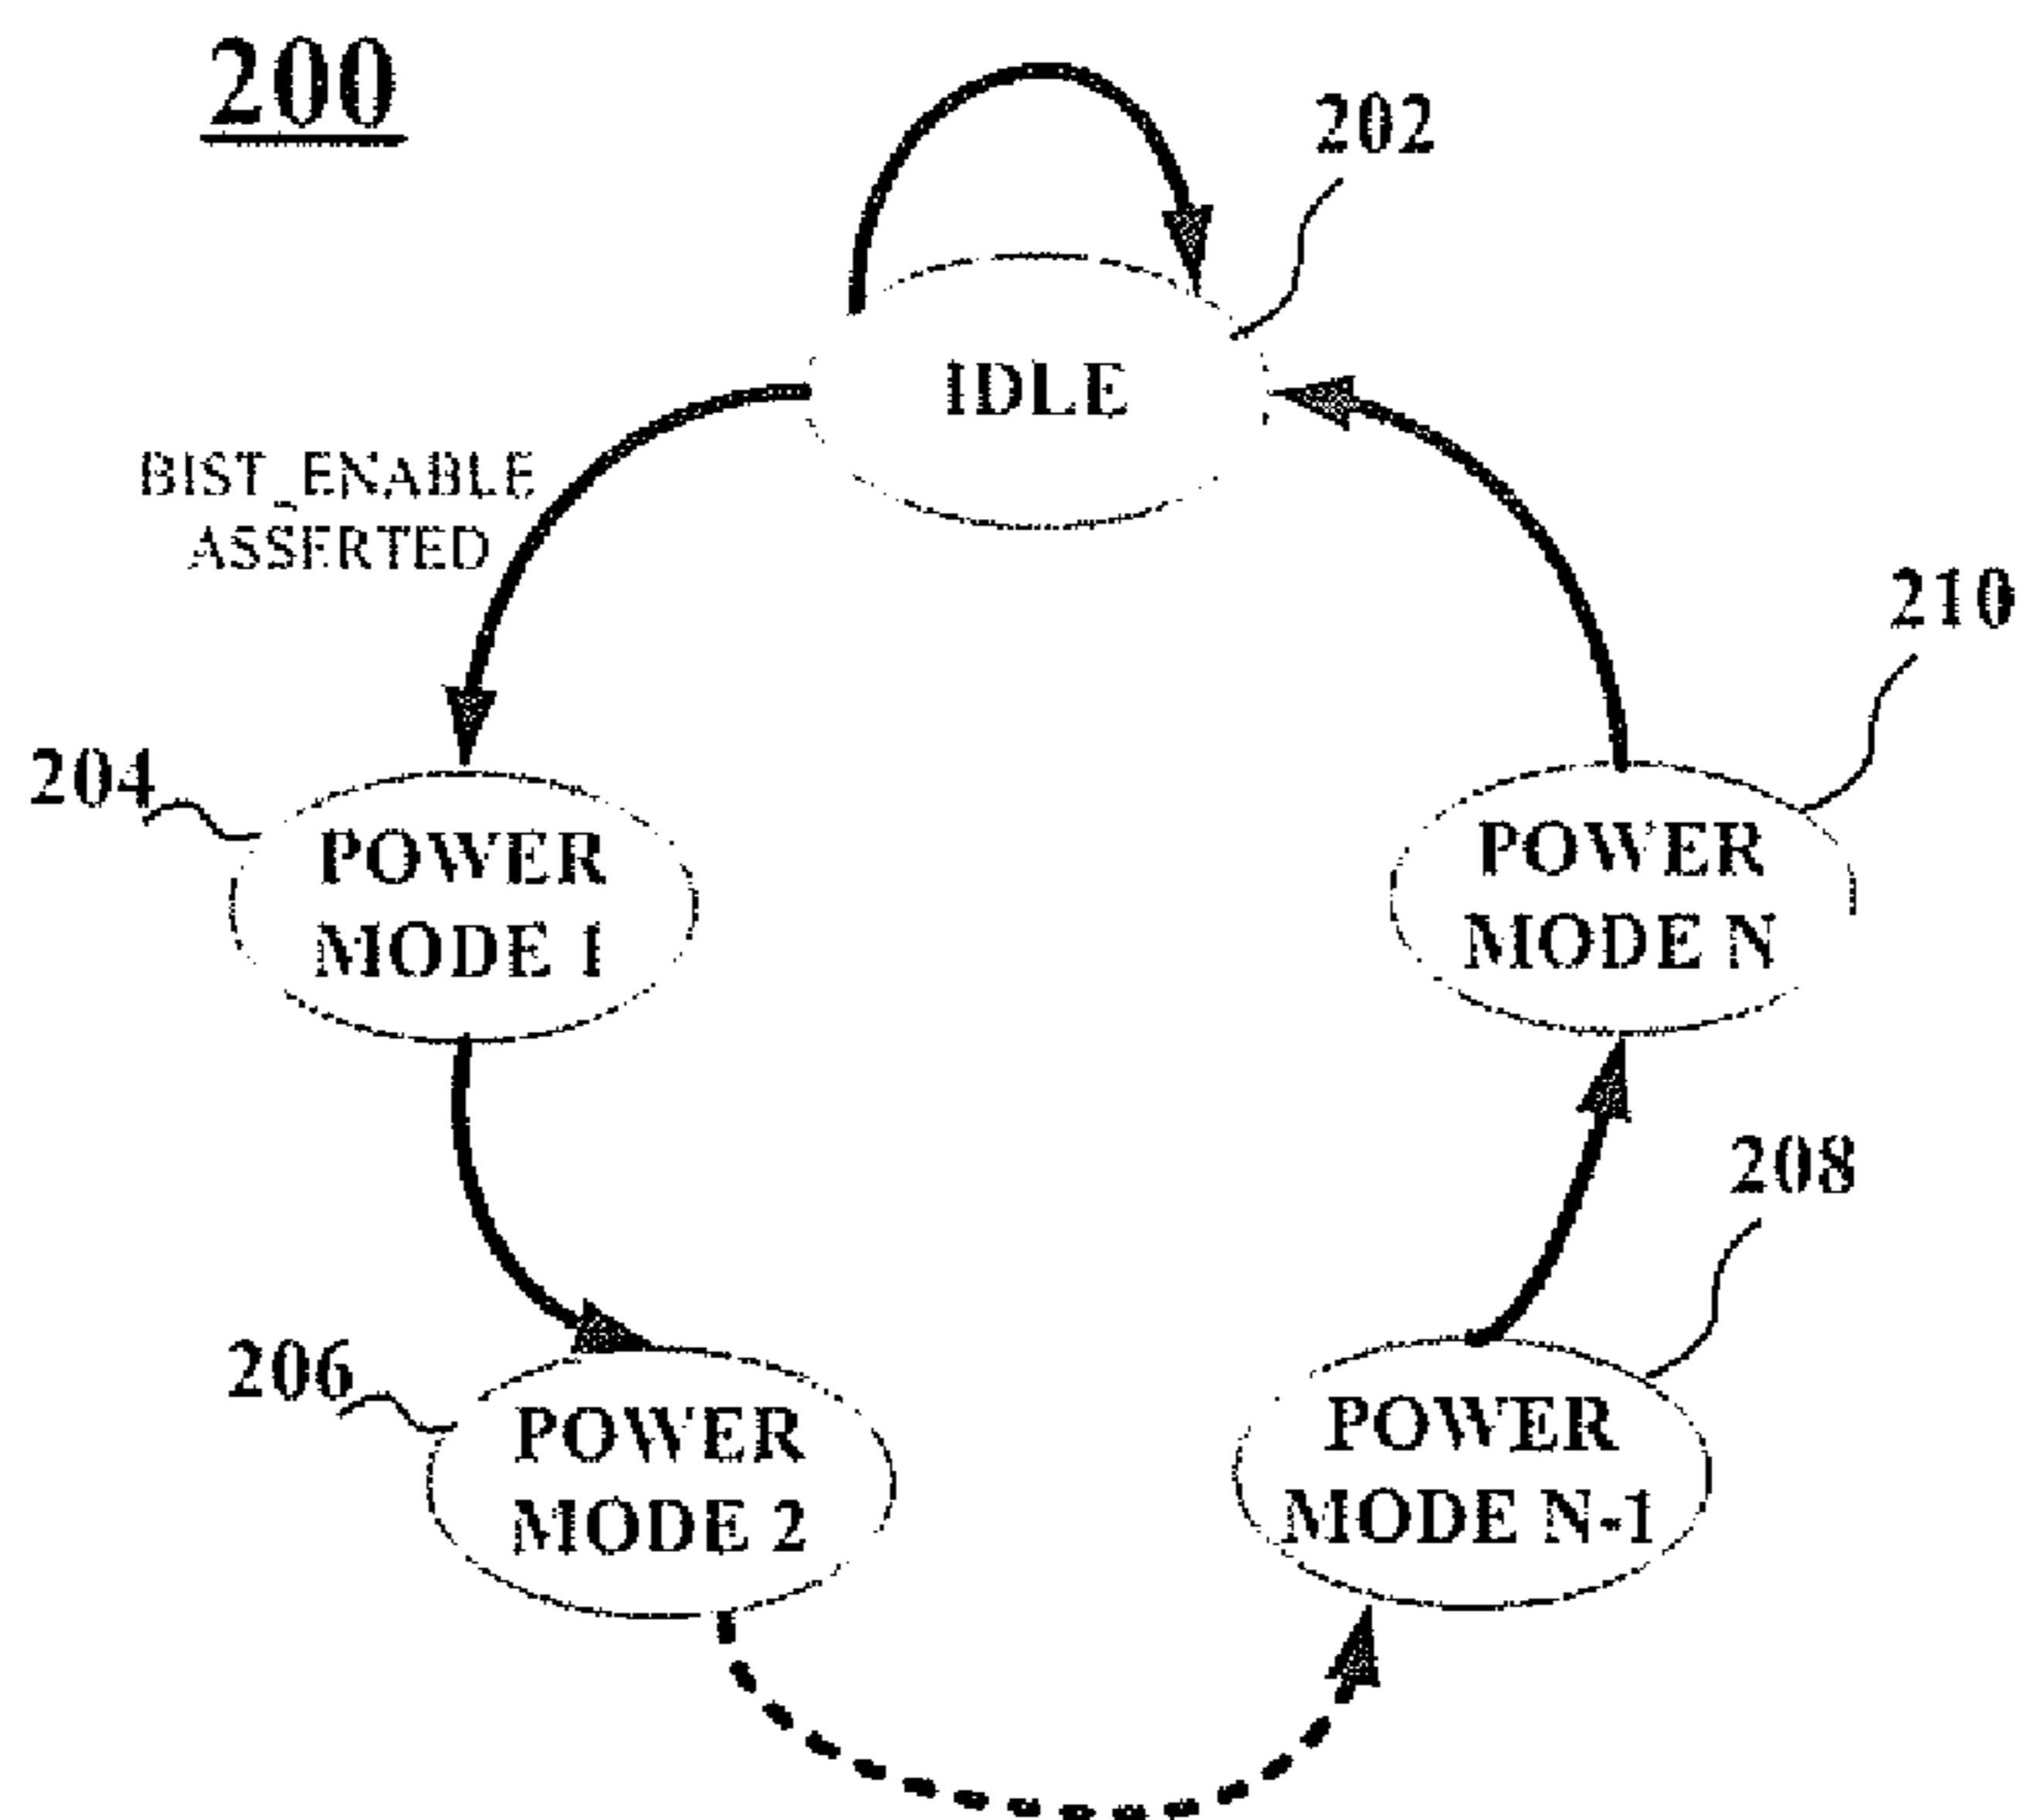 200
202
IDLE
BIST_ENABLE
ASSERTED
210
204
POWER
MODE 1
POWER
MODE N
208
206
POWER
MODE 2
POWER
MODE N-1